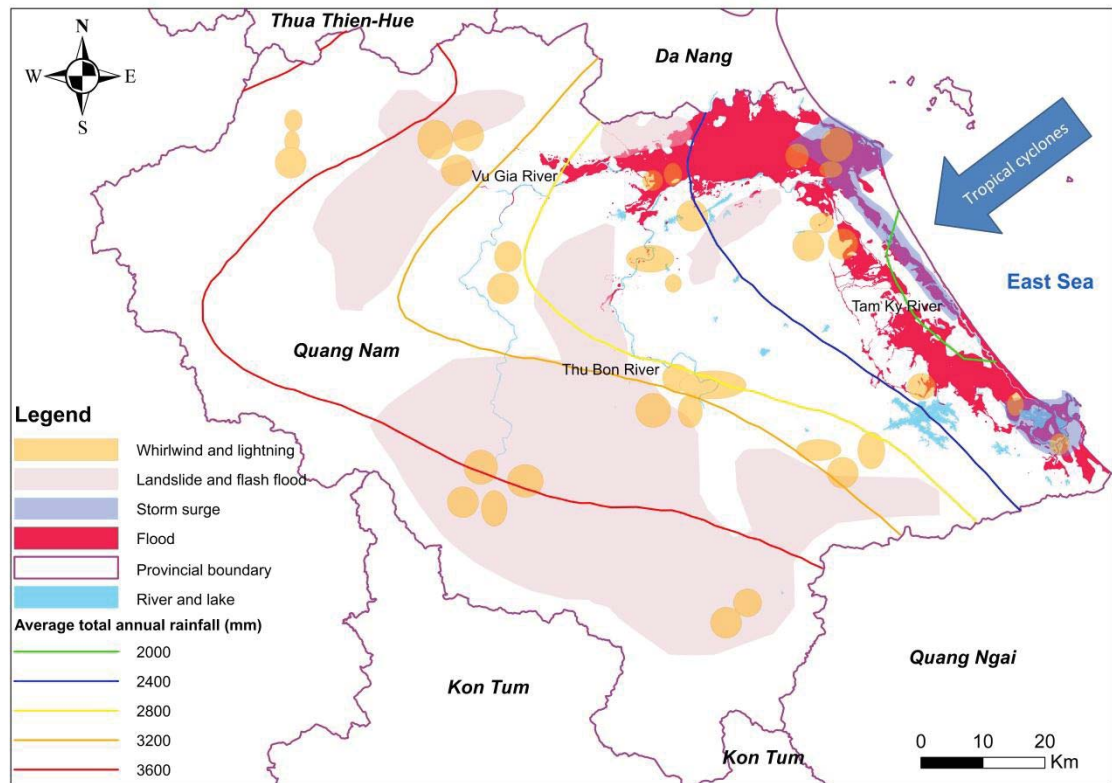 Thua Thien-Hue
N
W E
S
Da Nang
Tropical cyclones
Vu Gia River
East Sea
Tam Ky River
Quang Nam
Thu Bon River
Legend
Whirlwind and lightning
Landslide and flash flood
Storm surge
Flood
Provincial boundary
River and lake
Average total annual rainfall (mm)
2000
2400
2800
3200
3600
Quang Ngai
Kon Tum
Kon Tum
0 10 20
Km